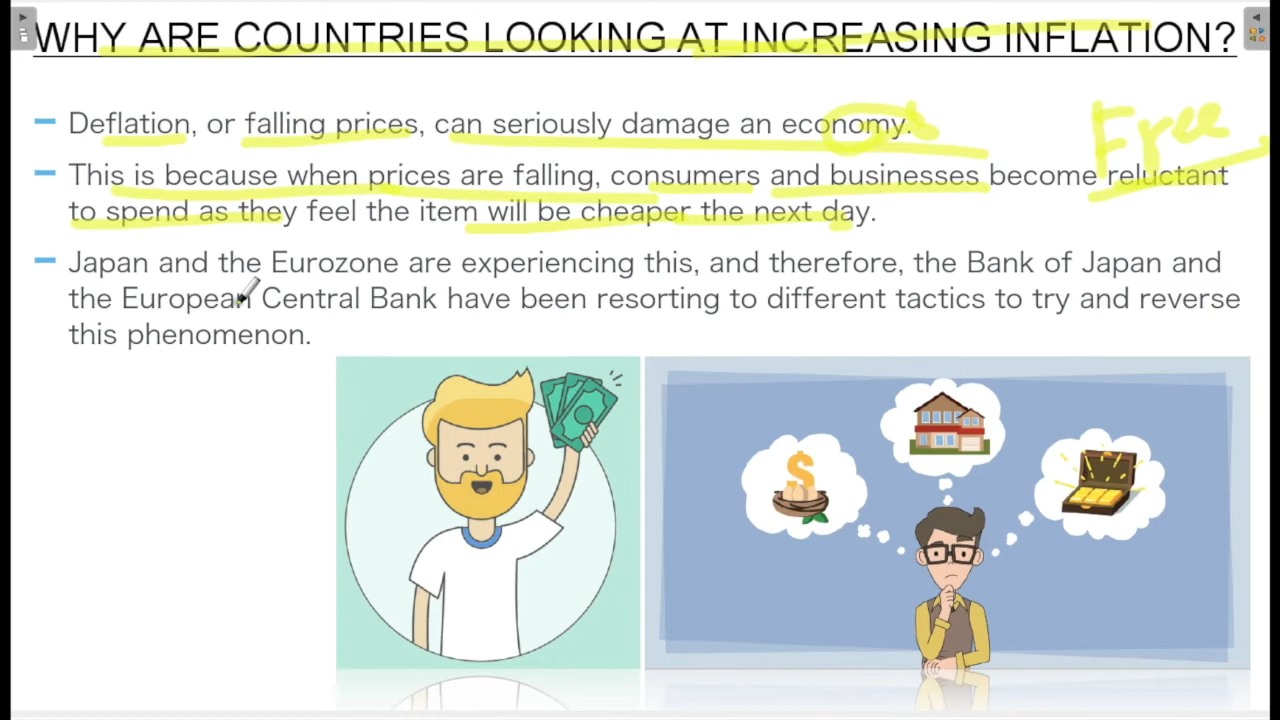 WHY ARE COUNTRIES LOOKING AT INCREASING INFLATION?
Deflation, or falling prices, can seriously damage an economy.
Free
This is because when prices are falling, consumers and businesses become reluctant
to spend as they feel the item will be cheaper the next day.
Japan and the Eurozone are experiencing this, and therefore, the Bank of Japan and
the European Central Bank have been resorting to different tactics to try and reverse
this phenomenon.
$